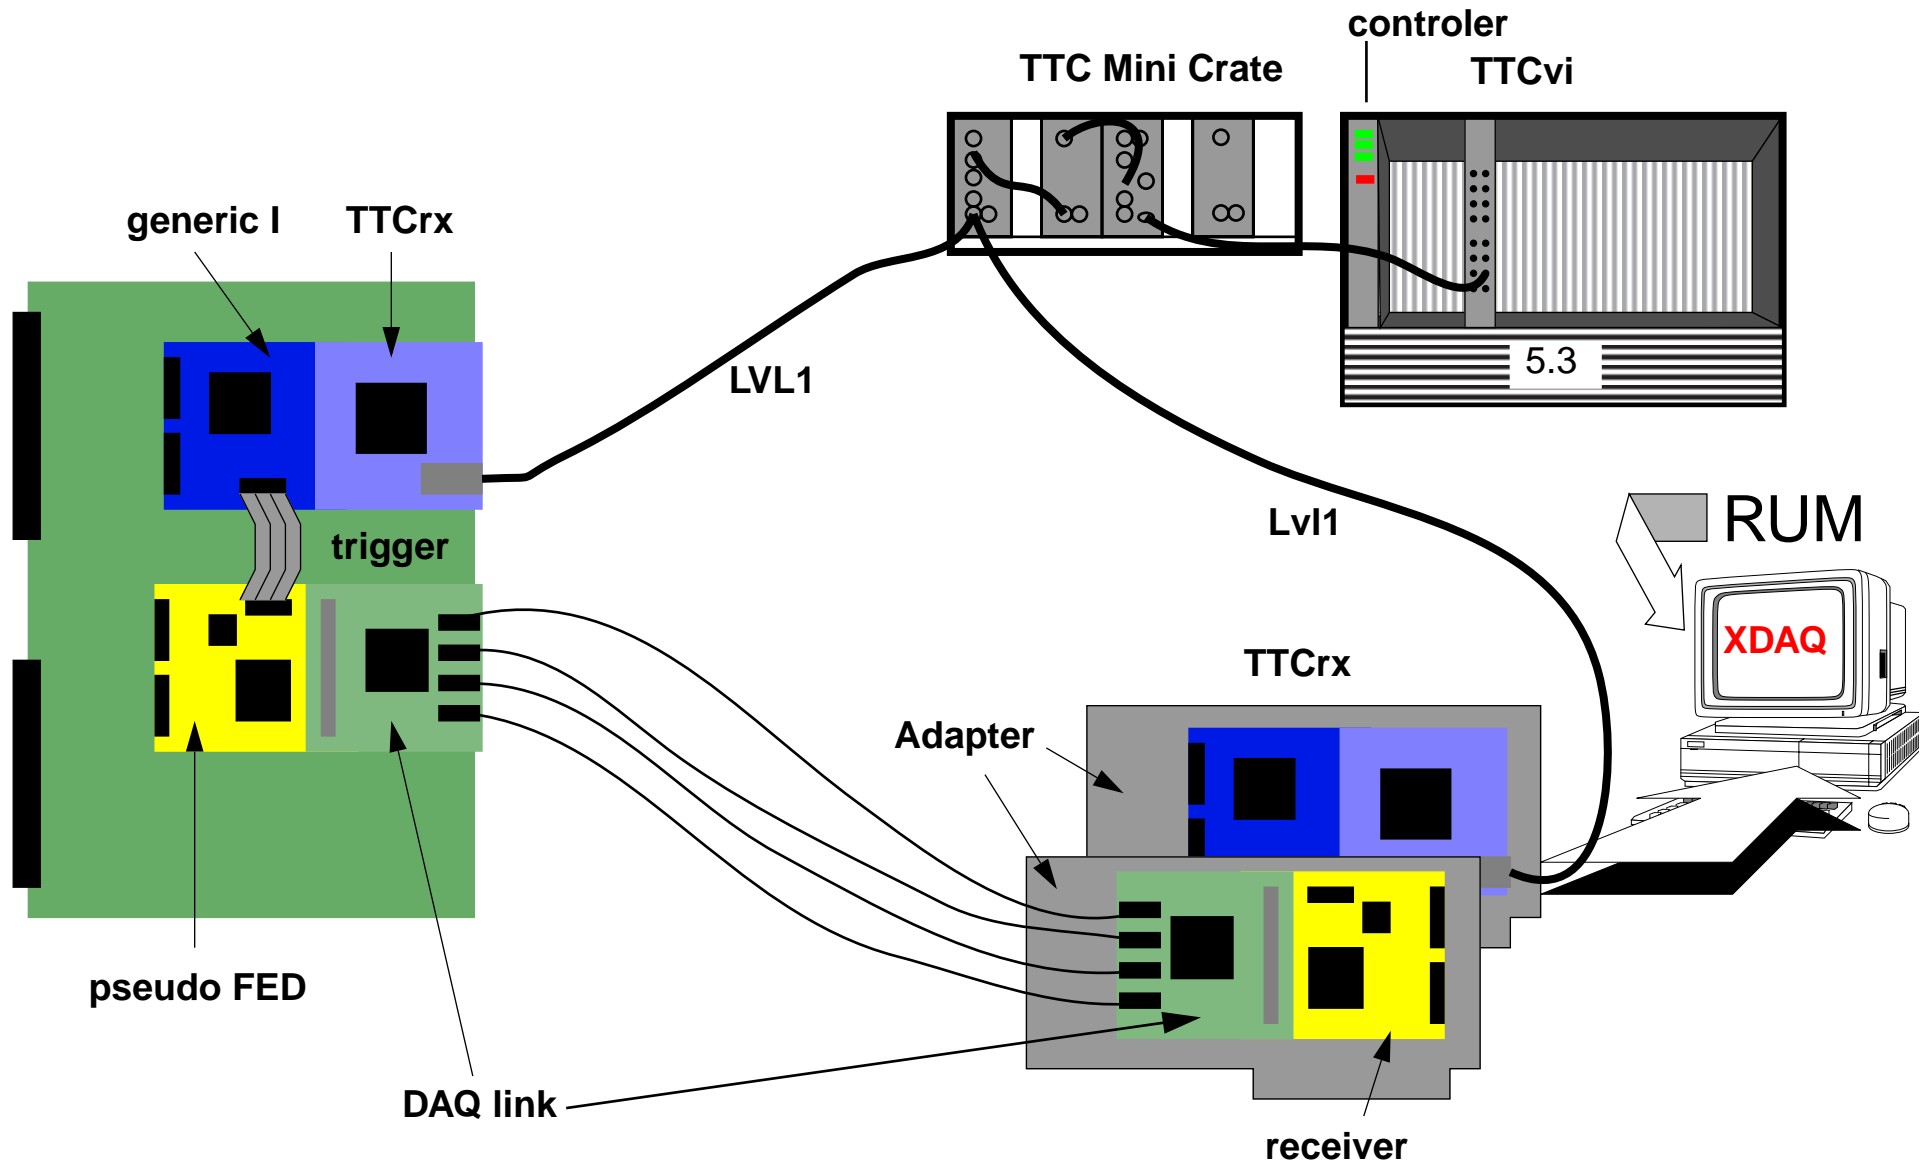 controler
TTC Mini Crate
TTCvi
generic I
TTCrx
5.3
LVL1
Lvl1
RUM
trigger
XDAQ
TTCrx
Adapter
pseudo FED
DAQ link
receiver